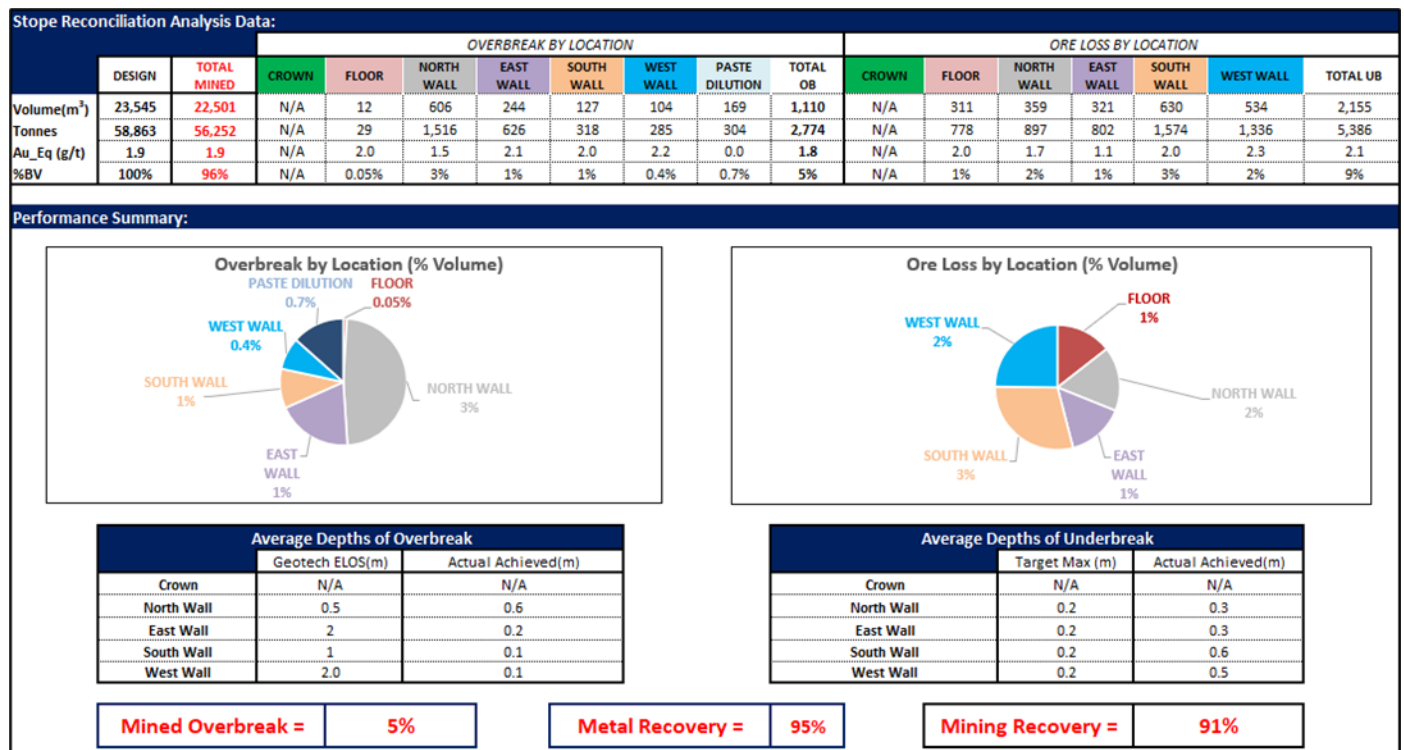 Stope Reconciliation Analysis Data:
OVERBREAK BY LOCATION ORE LOSS BY LOCATION
DESIGN TOTAL MINED CROWN FLOOR NORTH WALL EAST WALL SOUTH WALL WEST WALL PASTE DILUTION TOTAL OB CROWN FLOOR NORTH WALL EAST WALL SOUTH WALL WEST WALL TOTAL UB
Volume(m³) 23,545 22,501 N/A 12 606 244 127 104 169 1,110 N/A 311 359 321 630 534 2,155
Tonnes 58,863 56,252 N/A 29 1,516 626 318 285 304 2,774 N/A 778 897 802 1,574 1,336 5,386
Au_Eq (g/t) 1.9 1.9 N/A 2.0 1.5 2.1 2.0 2.2 0.0 1.8 N/A 2.0 1.7 1.1 2.0 2.3 2.1
%BV 100% 96% N/A 0.05% 3% 1% 1% 0.4% 0.7% 5% N/A 1% 2% 1% 3% 2% 9%
Performance Summary:
Overbreak by Location (% Volume)
PASTE DILUTION
0.7%
FLOOR
0.05%
WEST WALL
0.4%
SOUTH WALL
1%
NORTH WALL
3%
EAST
WALL
1%
Ore Loss by Location (% Volume)
FLOOR
1%
WEST WALL
2%
NORTH WALL
2%
SOUTH WALL
3%
EAST
WALL
1%
Average Depths of Overbreak
Geotech ELOS(m) Actual Achieved(m)
Crown N/A N/A
North Wall 0.5 0.6
East Wall 2 0.2
South Wall 1 0.1
West Wall 2.0 0.1
Average Depths of Underbreak
Target Max (m) Actual Achieved(m)
Crown N/A N/A
North Wall 0.2 0.3
East Wall 0.2 0.3
South Wall 0.2 0.6
West Wall 0.2 0.5
Mined Overbreak = 5%
Metal Recovery = 95%
Mining Recovery = 91%